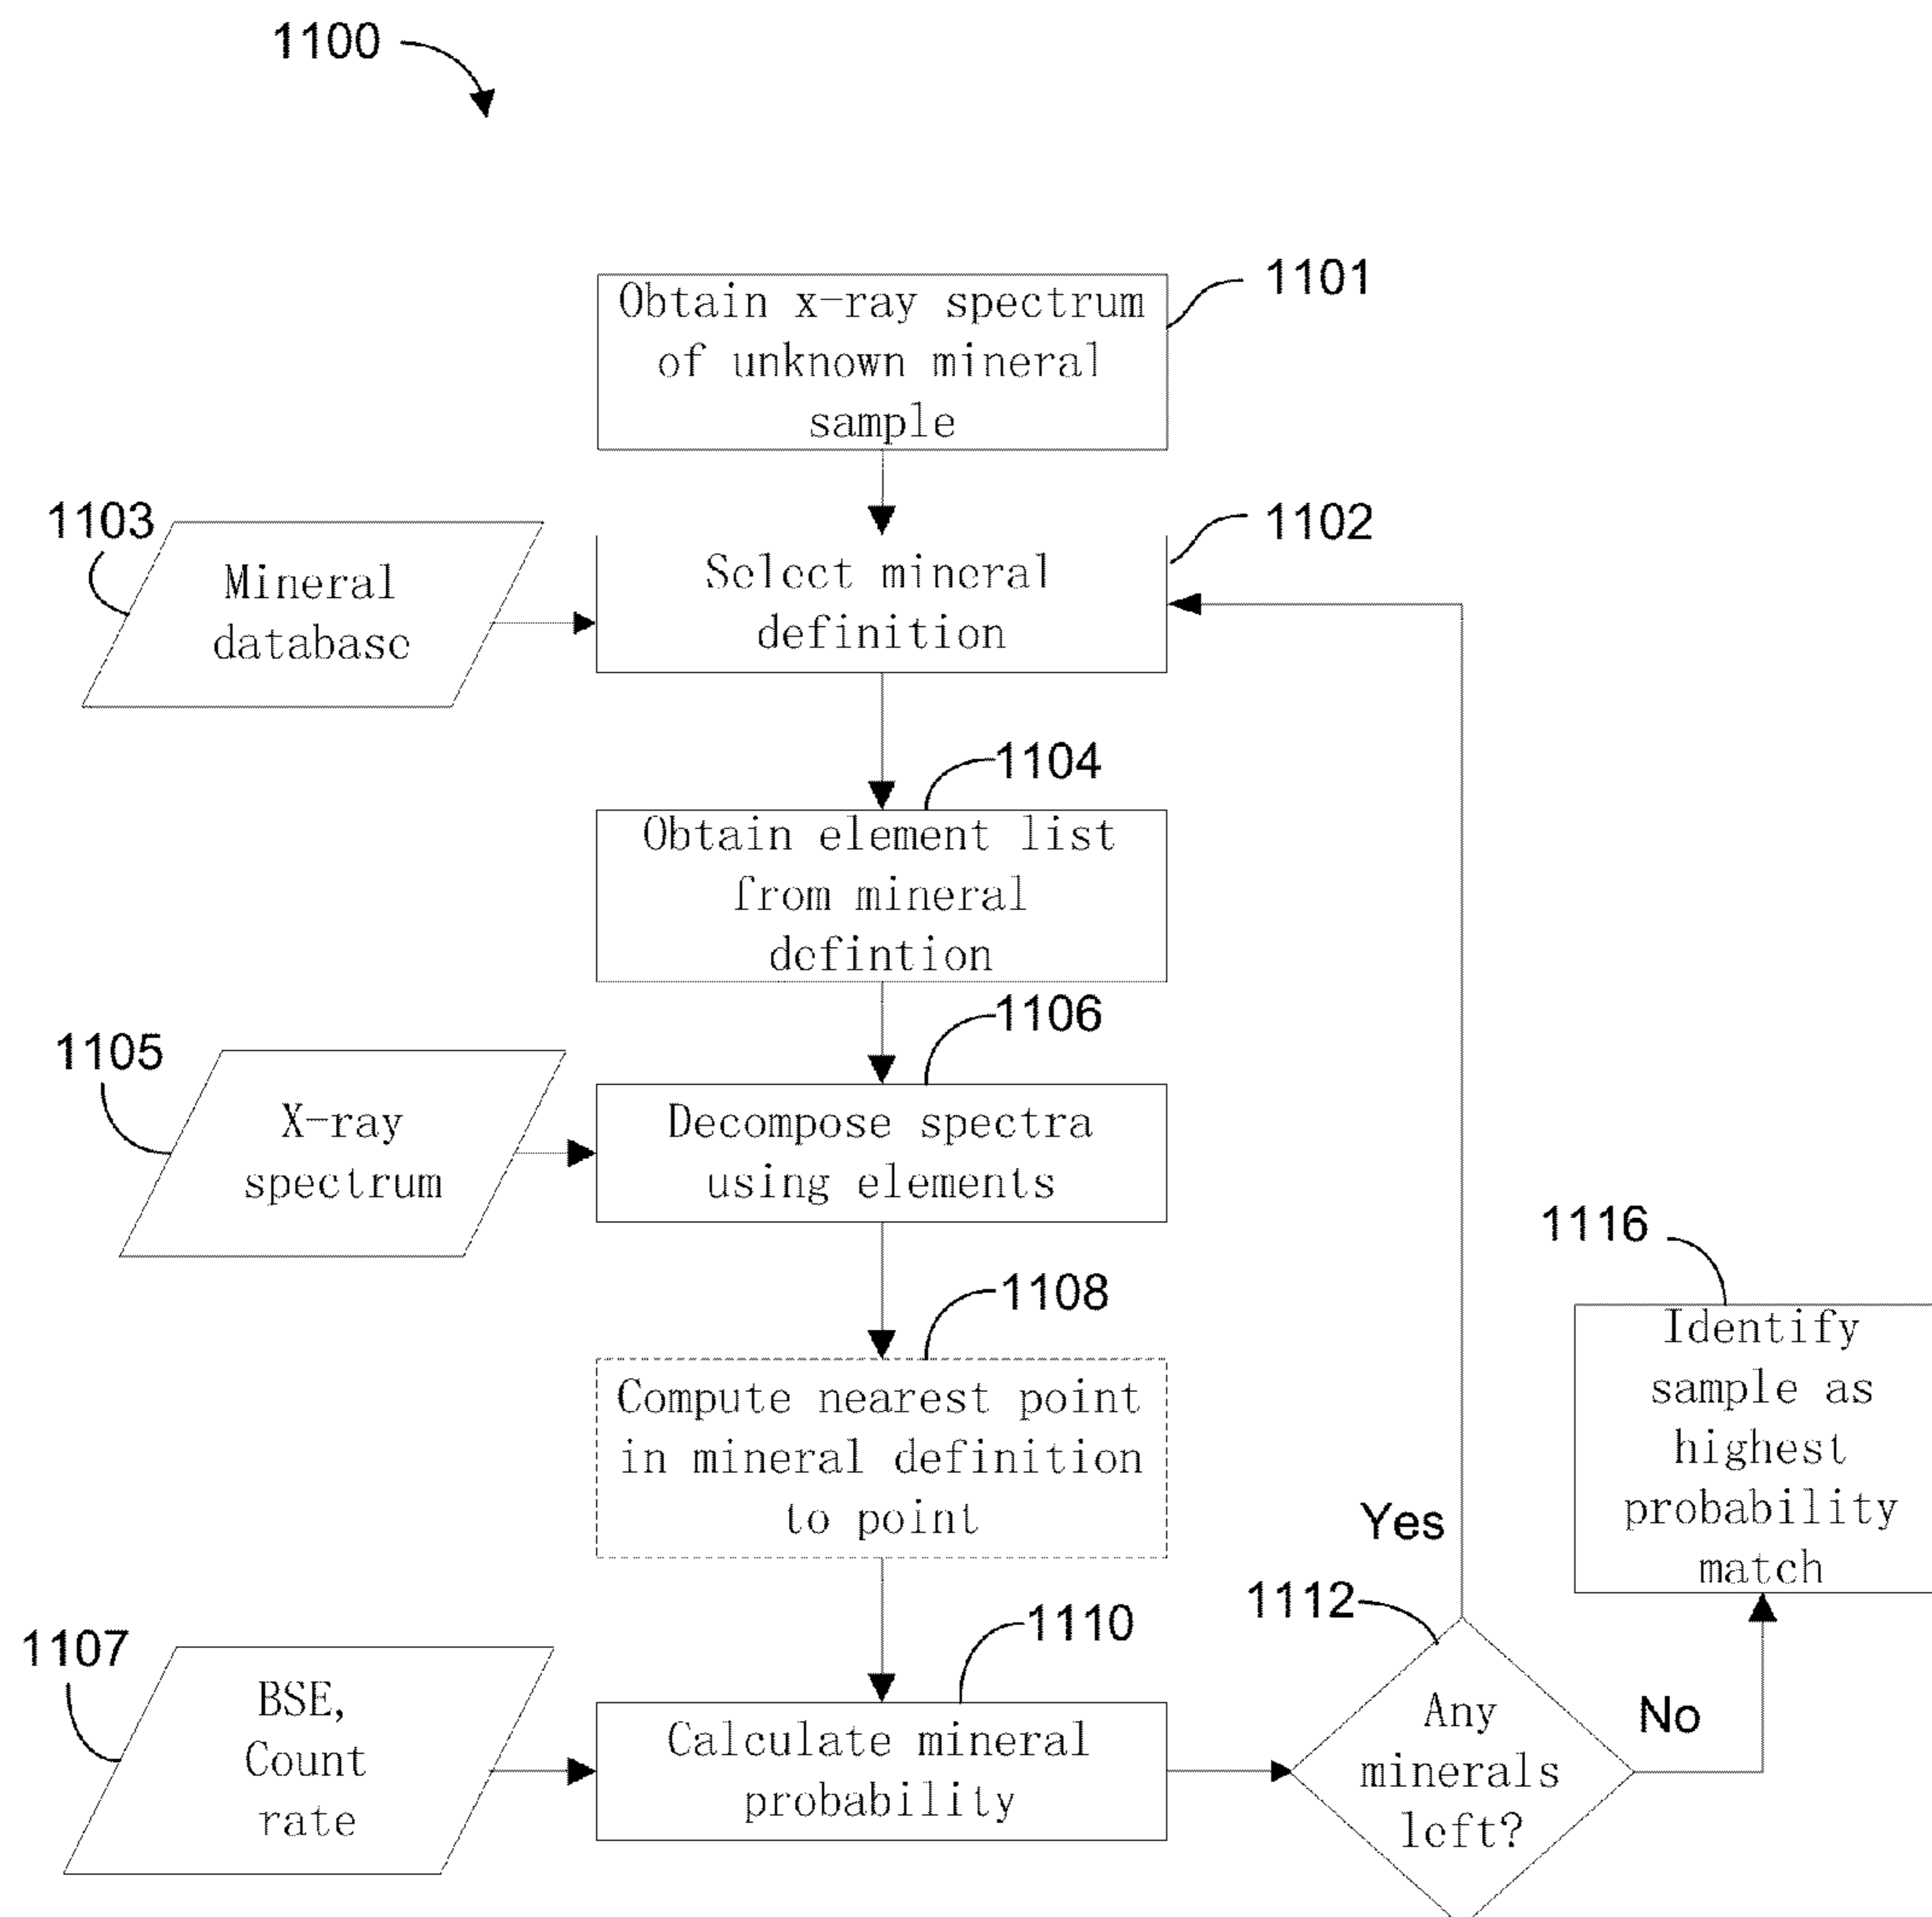 1100
1101
Obtain x-ray spectrum
of unknown mineral
sample
1103
1102
Mineral
database
Select mineral
definition
1104
Obtain element list
from mineral
defintion
1106
1105
X-ray
spectrum
Decompose spectra
using elements
1108
1116
Compute nearest point
in mineral definition
to point
Identify
sample as
highest
probability
match
Yes
1112
1110
1107
BSE,
Count
rate
Calculate mineral
probability
Any
minerals
left?
No